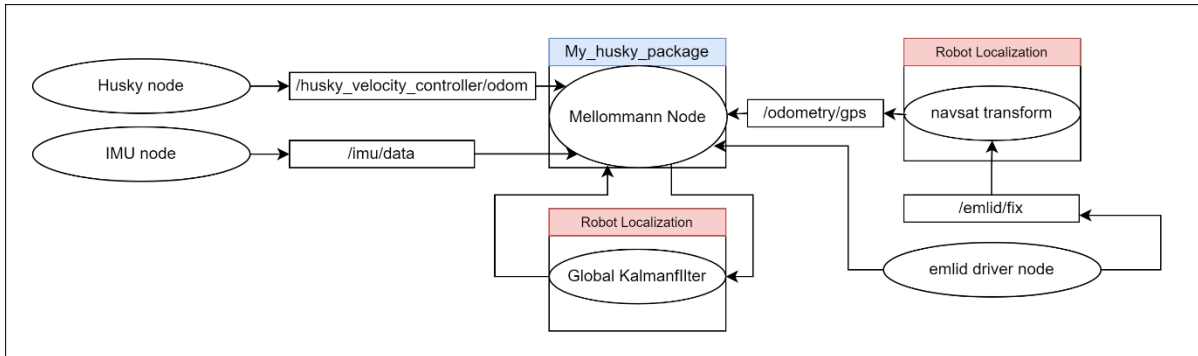 My_husky_package
Robot Localization
Husky node
/husky_velocity_controller/odom
Mellommann Node
/odometry/gps
navsat transform
IMU node
/imu/data
/emlid/fix
Robot Localization
Global Kalmanfllter
emlid driver node